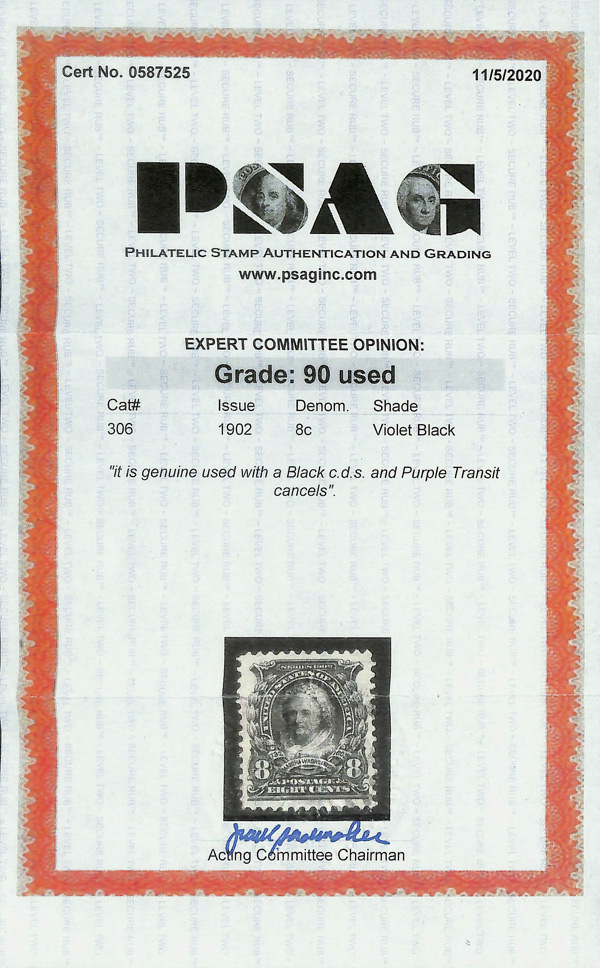 Cert No. 0587525
11/5/2020
PSAG
PHILATELIC STAMP AUTHENTICATION AND GRADING
www.psaginc.com
EXPERT COMMITTEE OPINION:
Grade: 90 used
Cat# Issue Denom. Shade
306 1902 8c Violet Black
"it is genuine used with a Black c.d.s. and Purple Transit
cancels".
SERIES 1902
UNITED STATES OF AMERICA
MARTHA WASHINGTON
8 8
POSTAGE
EIGHT CENTS
Acting Committee Chairman